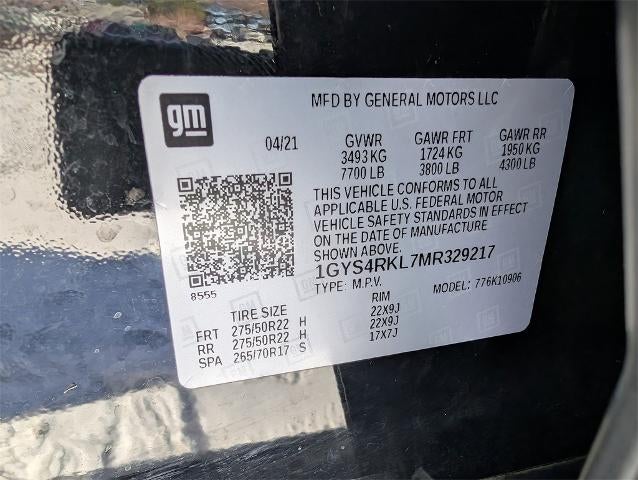 gm
MFD BY GENERAL MOTORS LLC
04/21 GVWR GAWR FRT GAWR RR
3493 KG 1724 KG 1950 KG
7700 LB 3800 LB 4300 LB
THIS VEHICLE CONFORMS TO ALL
APPLICABLE U.S. FEDERAL MOTOR
VEHICLE SAFETY STANDARDS IN EFFECT
ON THE DATE OF MANUFACTURE
SHOWN ABOVE.
8555
1GYS4RKL7MR329217
TYPE: M.P.V. MODEL: 776K10906
TIRE SIZE RIM
FRT 275/50R22 H 22X9J
RR 275/50R22 H 22X9J
SPA 265/70R17 S 17X7J